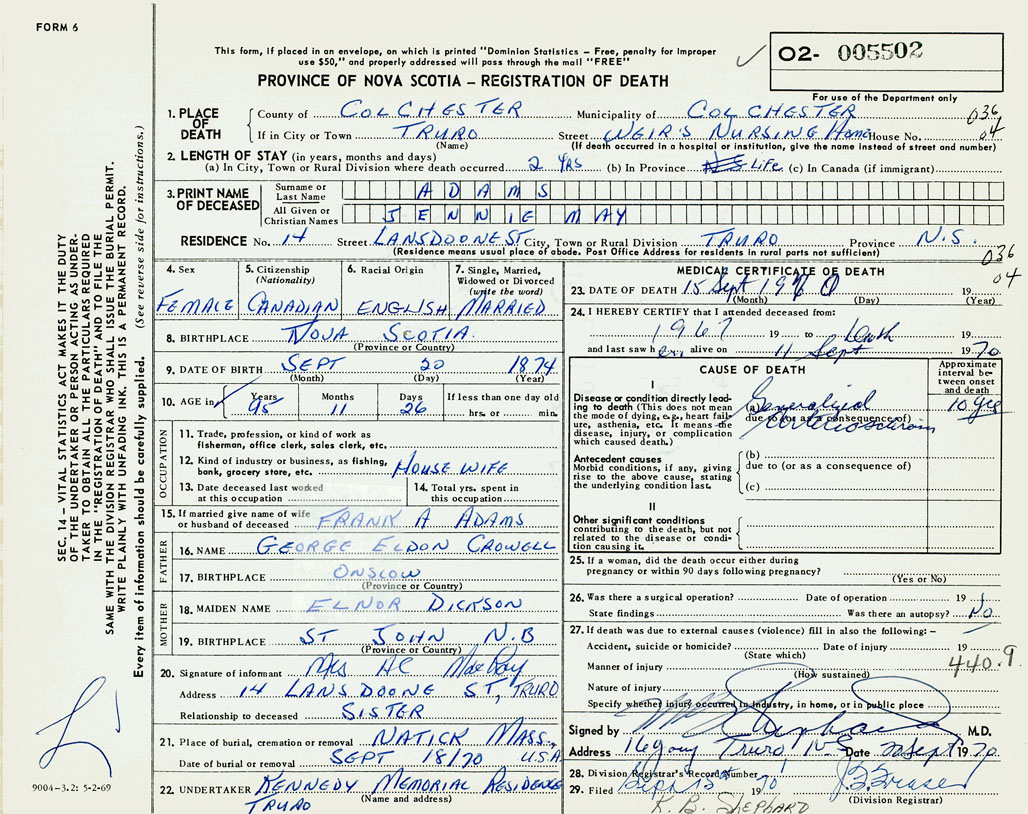 FORM 6
This form, if placed in an envelope, on which is printed "Dominion Statistics – Free, penalty for improper
use $50," and properly addressed will pass through the mail "FREE"
O2- 005502
PROVINCE OF NOVA SCOTIA – REGISTRATION OF DEATH
For use of the Department only
1. PLACE OF DEATH County of COLCHESTER Municipality of COLCHESTER 036
If in City or Town TRURO Street WEIR'S NURSING Home House No. 04
(Name) (If death occurred in a hospital or institution, give the name instead of street and number)
2. LENGTH OF STAY (in years, months and days)
(a) In City, Town or Rural Division where death occurred 2 YRS (b) In Province Life (c) In Canada (if immigrant)
3. PRINT NAME OF DECEASED Surname or Last Name ADAMS
All Given or Christian Names JENNIE MAY
RESIDENCE No. 14 Street LANSDOONE ST City, Town or Rural Division TRURO Province N.S.
(Residence means usual place of abode. Post Office Address for residents in rural parts not sufficient) 036
04
4. Sex FEMALE
5. Citizenship (Nationality) CANADIAN
6. Racial Origin ENGLISH
7. Single, Married, Widowed or Divorced (write the word) MARRIED
8. BIRTHPLACE NOVA SCOTIA
(Province or Country)
9. DATE OF BIRTH SEPT 20 1874
(Month) (Day) (Year)
10. AGE in Years Months Days If less than one day old
95 11 26 hrs. or min.
OCCUPATION
11. Trade, profession, or kind of work as
fisherman, office clerk, sales clerk, etc.
12. Kind of industry or business, as fishing,
bank, grocery store, etc. HOUSE WIFE
13. Date deceased last worked
at this occupation
14. Total yrs. spent in
this occupation
15. If married give name of wife
or husband of deceased FRANK A ADAMS
FATHER
16. NAME GEORGE ELDON CROWELL
17. BIRTHPLACE ONSLOW
(Province or Country)
MOTHER
18. MAIDEN NAME ELNOR DICKSON
19. BIRTHPLACE ST JOHN N.B
(Province or Country)
20. Signature of informant Mrs HC
Address 14 LANSDOONE ST, TRURO
Relationship to deceased SISTER
21. Place of burial, cremation or removal NATICK MASS., U.S.A
Date of burial or removal SEPT 18/70
22. UNDERTAKER KENNEDY MEMORIAL RESIDENCE
(Name and address)
TRURO
MEDICAL CERTIFICATE OF DEATH
23. DATE OF DEATH 15 Sept 1970 19
(Month) (Day) (Year)
24. I HEREBY CERTIFY that I attended deceased from:
1967 19 to death 19
and last saw her alive on 11 Sept 1970
CAUSE OF DEATH
Approximate interval between onset and death
I
Disease or condition directly leading to death (This does not mean the mode of dying, e.g., heart failure, asthenia, etc. It means the disease, injury, or complication which caused death.)
(a) Generalized 10 yrs
due to (or as a consequence of)
Antecedent causes
Morbid conditions, if any, giving rise to the above cause, stating the underlying condition last.
(b)
due to (or as a consequence of)
(c)
II
Other significant conditions
contributing to the death, but not related to the disease or condition causing it.
25. If a woman, did the death occur either during
pregnancy or within 90 days following pregnancy?
(Yes or No)
26. Was there a surgical operation? Date of operation 19
State findings Was there an autopsy? No
27. If death was due to external causes (violence) fill in also the following: –
Accident, suicide or homicide? Date of injury 19
(State which)
440.9
Manner of injury
(How sustained)
Nature of injury
Specify whether injury occurred in industry, in home, or in public place
Signed by M.D.
Address Truro N.S Date Sept 1970
28. Division Registrar's Record Number
29. Filed Sept 1970 J.B. Fraser
(Division Registrar)
K. B. SHEPHARD
9004-3.2: 5-2-69
SEC. 14 – VITAL STATISTICS ACT MAKES IT THE DUTY
OF THE UNDERTAKER OR PERSON ACTING AS UNDER-
TAKER TO OBTAIN ALL THE PARTICULARS REQUIRED
IN THE "REGISTRATION OF DEATH" AND TO FILE THE
SAME WITH THE DIVISION REGISTRAR WHO SHALL ISSUE THE BURIAL PERMIT.
WRITE PLAINLY WITH UNFADING INK. THIS IS A PERMANENT RECORD.
Every item of information should be carefully supplied. (See reverse side for instructions.)